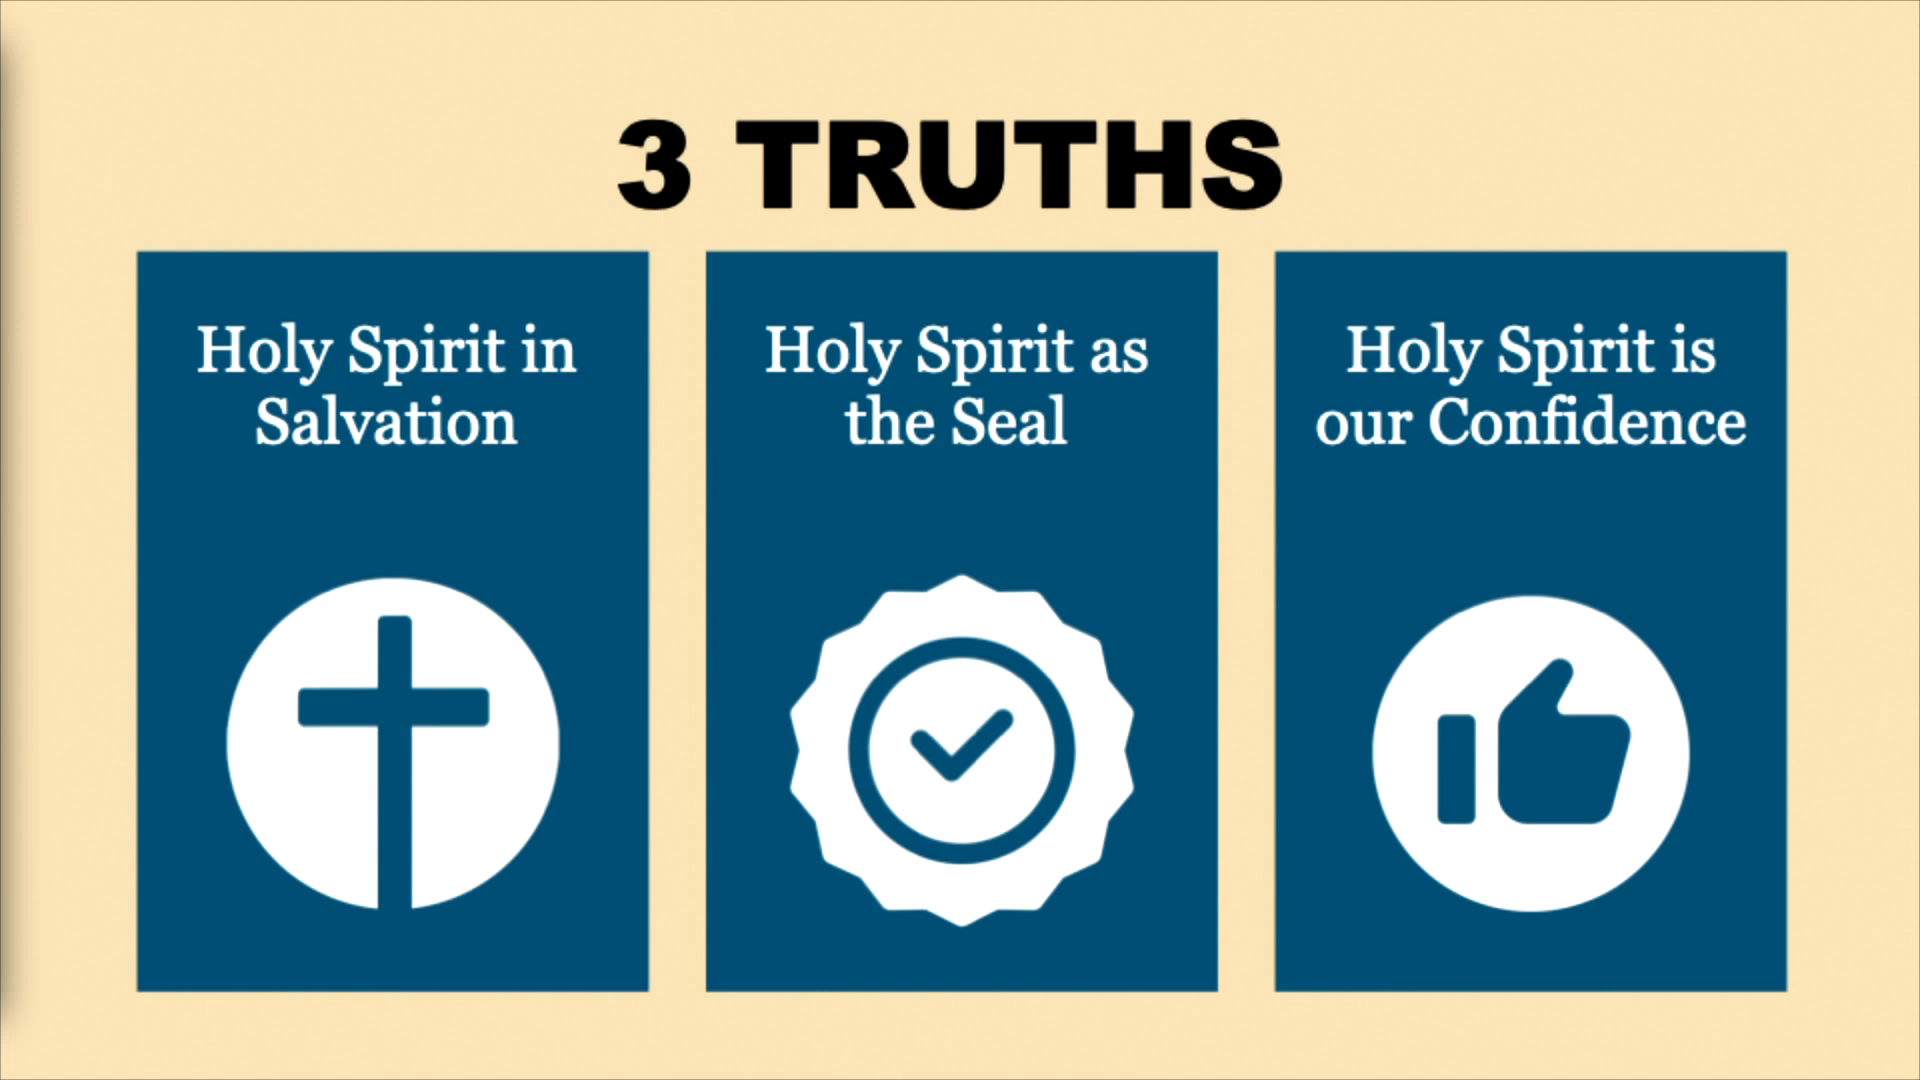 3 TRUTHS
Holy Spirit in
Salvation
Holy Spirit as
the Seal
Holy Spirit is
our Confidence